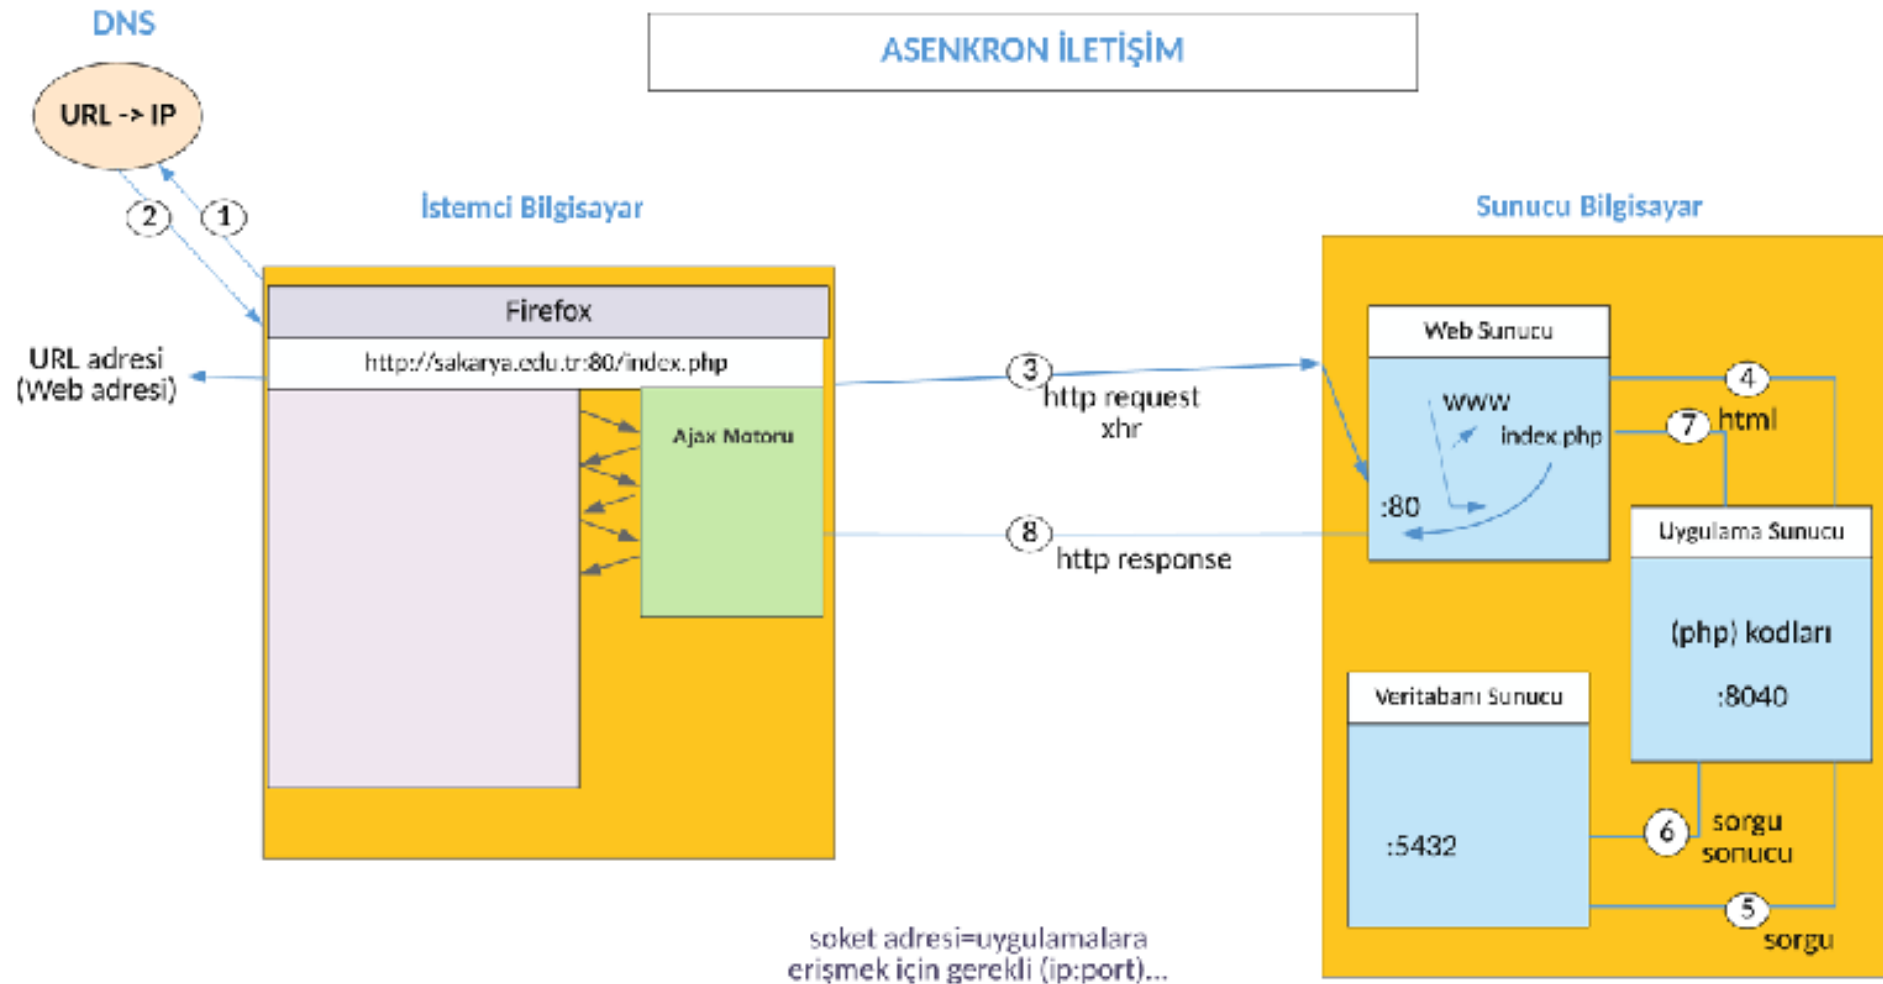 DNS
ASENKRON İLETİŞİM
URL -> IP
2
1
İstemci Bilgisayar
Sunucu Bilgisayar
Firefox
http://sakarya.edu.tr:80/index.php
URL adresi
(Web adresi)
Ajax Motoru
3
http request
xhr
8
http response
Web Sunucu
www
index.php
:80
4
html
7
Uygulama Sunucu
(php) kodları
:8040
Veritabanı Sunucu
:5432
6
sorgu
sonucu
5
sorgu
soket adresi=uygulamalara
erişmek için gerekli (ip:port)...